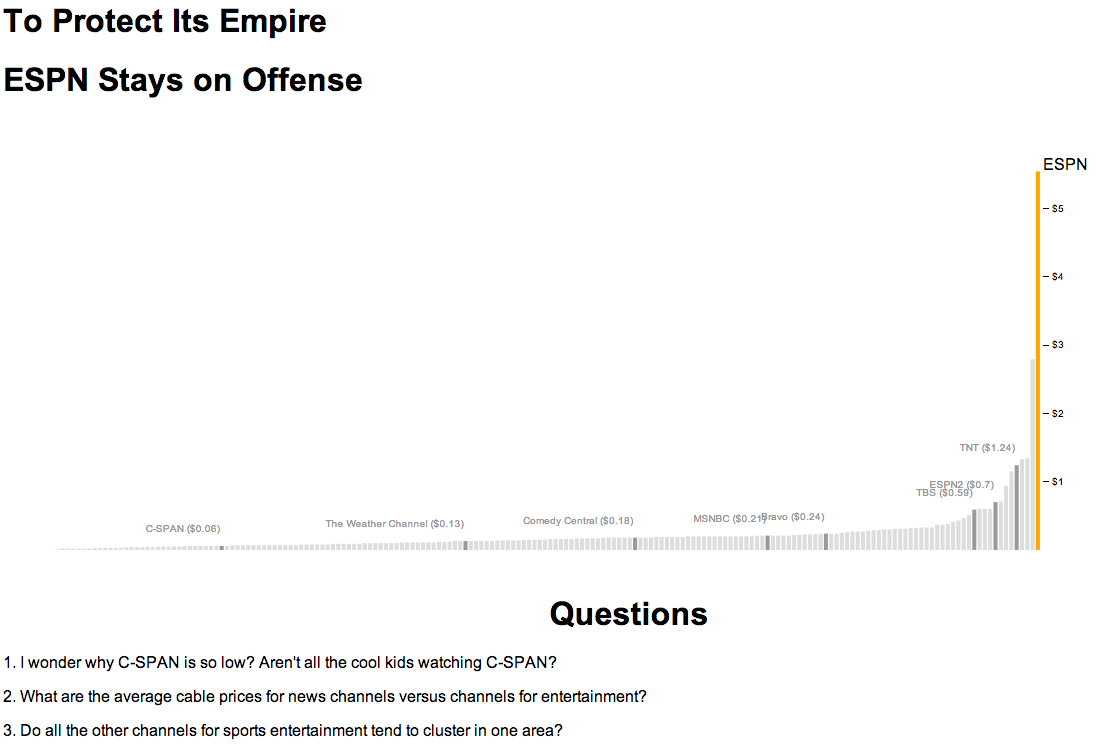 To Protect Its Empire
ESPN Stays on Offense
ESPN
$5
$4
$3
$2
TNT ($1.24)
ESPN2 ($0.7)
$1
TBS ($0.59)
C-SPAN ($0.06)
The Weather Channel ($0.13)
Comedy Central ($0.18)
MSNBC ($0.21)
Bravo ($0.24)
Questions
1. I wonder why C-SPAN is so low? Aren't all the cool kids watching C-SPAN?
2. What are the average cable prices for news channels versus channels for entertainment?
3. Do all the other channels for sports entertainment tend to cluster in one area?